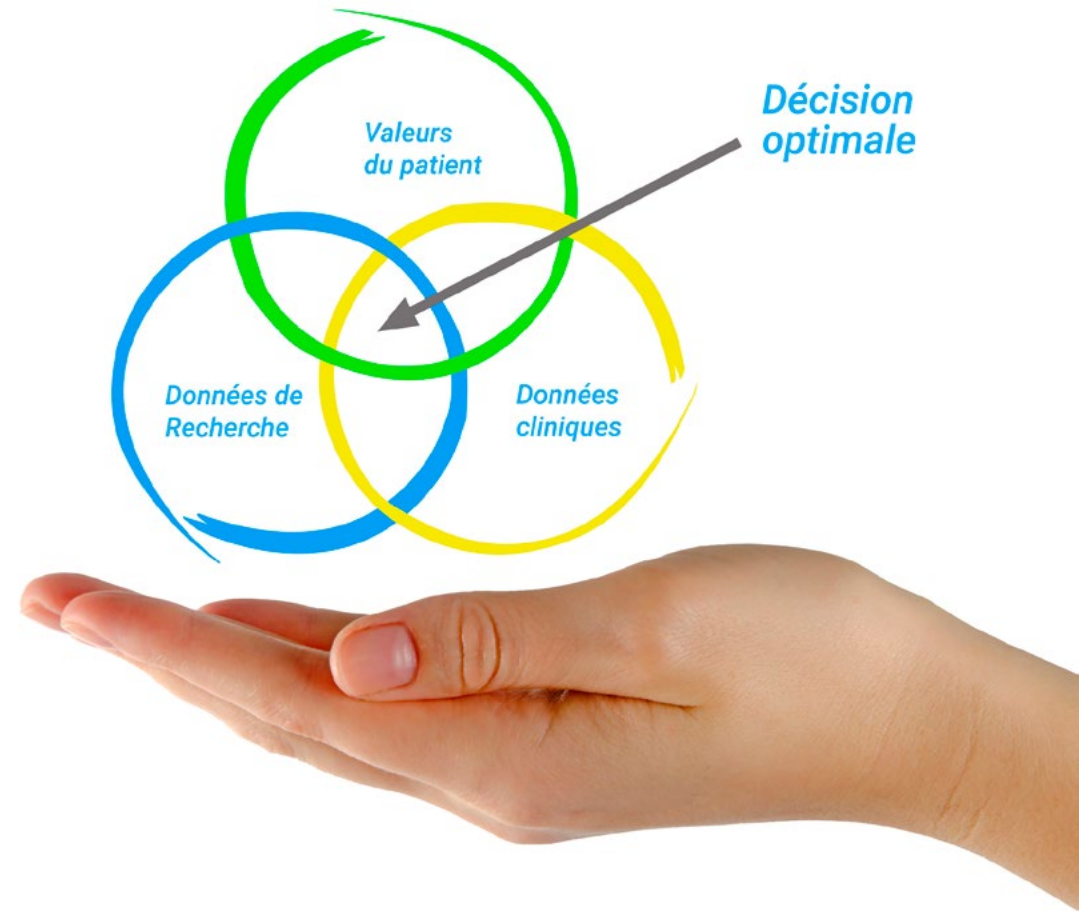 Valeurs
du patient
Décision
optimale
Données de
Recherche
Données
cliniques